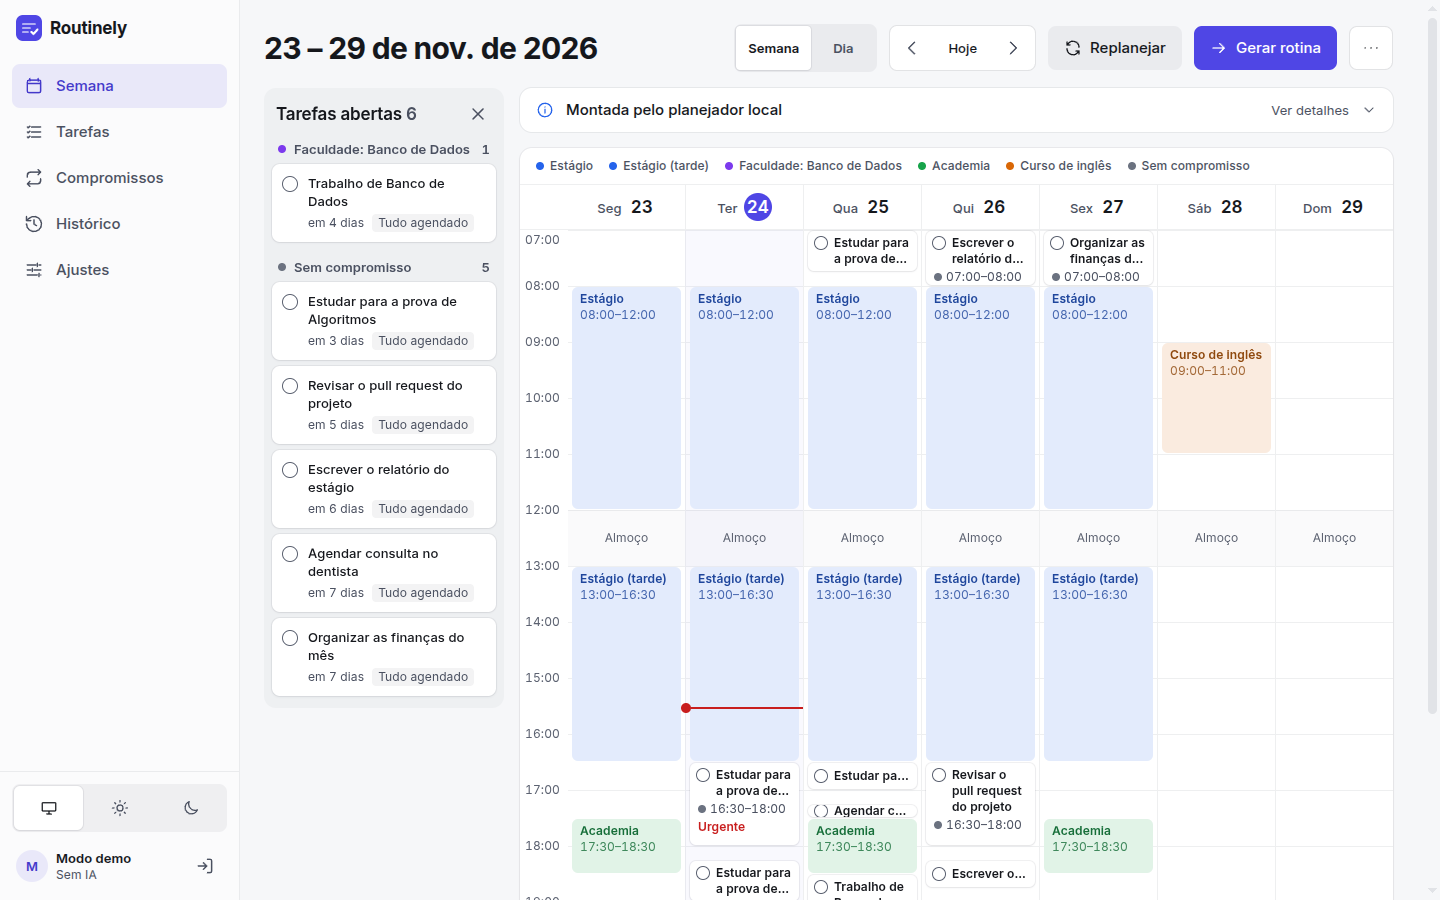 Routinely
Semana
Tarefas
Compromissos
Histórico
Ajustes
M
Modo demo
Sem IA
23 – 29 de nov. de 2026
Semana
Dia
Hoje
Replanejar
Gerar rotina
Tarefas abertas 6
Faculdade: Banco de Dados 1
Trabalho de Banco de
Dados
em 4 dias Tudo agendado
Sem compromisso 5
Estudar para a prova de
Algoritmos
em 3 dias Tudo agendado
Revisar o pull request do
projeto
em 5 dias Tudo agendado
Escrever o relatório do
estágio
em 6 dias Tudo agendado
Agendar consulta no
dentista
em 7 dias Tudo agendado
Organizar as finanças do
mês
em 7 dias Tudo agendado
Montada pelo planejador local
Ver detalhes
Estágio
Estágio (tarde)
Faculdade: Banco de Dados
Academia
Curso de inglês
Sem compromisso
Seg 23
Ter 24
Qua 25
Qui 26
Sex 27
Sáb 28
Dom 29
07:00
08:00
09:00
10:00
11:00
12:00
13:00
14:00
15:00
16:00
17:00
18:00
Estágio
08:00–12:00
Almoço
Estágio (tarde)
13:00–16:30
Academia
17:30–18:30
Estágio
08:00–12:00
Almoço
Estágio (tarde)
13:00–16:30
Estudar para
a prova de...
16:30–18:00
Urgente
Estudar para
a prova de...
Estudar para
a prova de...
Estágio
08:00–12:00
Almoço
Estágio (tarde)
13:00–16:30
Estudar pa...
Agendar c...
Academia
17:30–18:30
Trabalho de
Escrever o
relatório d...
07:00–08:00
Estágio
08:00–12:00
Almoço
Estágio (tarde)
13:00–16:30
Revisar o
pull request
do projeto
16:30–18:00
Escrever o...
Organizar as
finanças d...
07:00–08:00
Estágio
08:00–12:00
Almoço
Estágio (tarde)
13:00–16:30
Academia
17:30–18:30
Curso de inglês
09:00–11:00
Almoço
Almoço